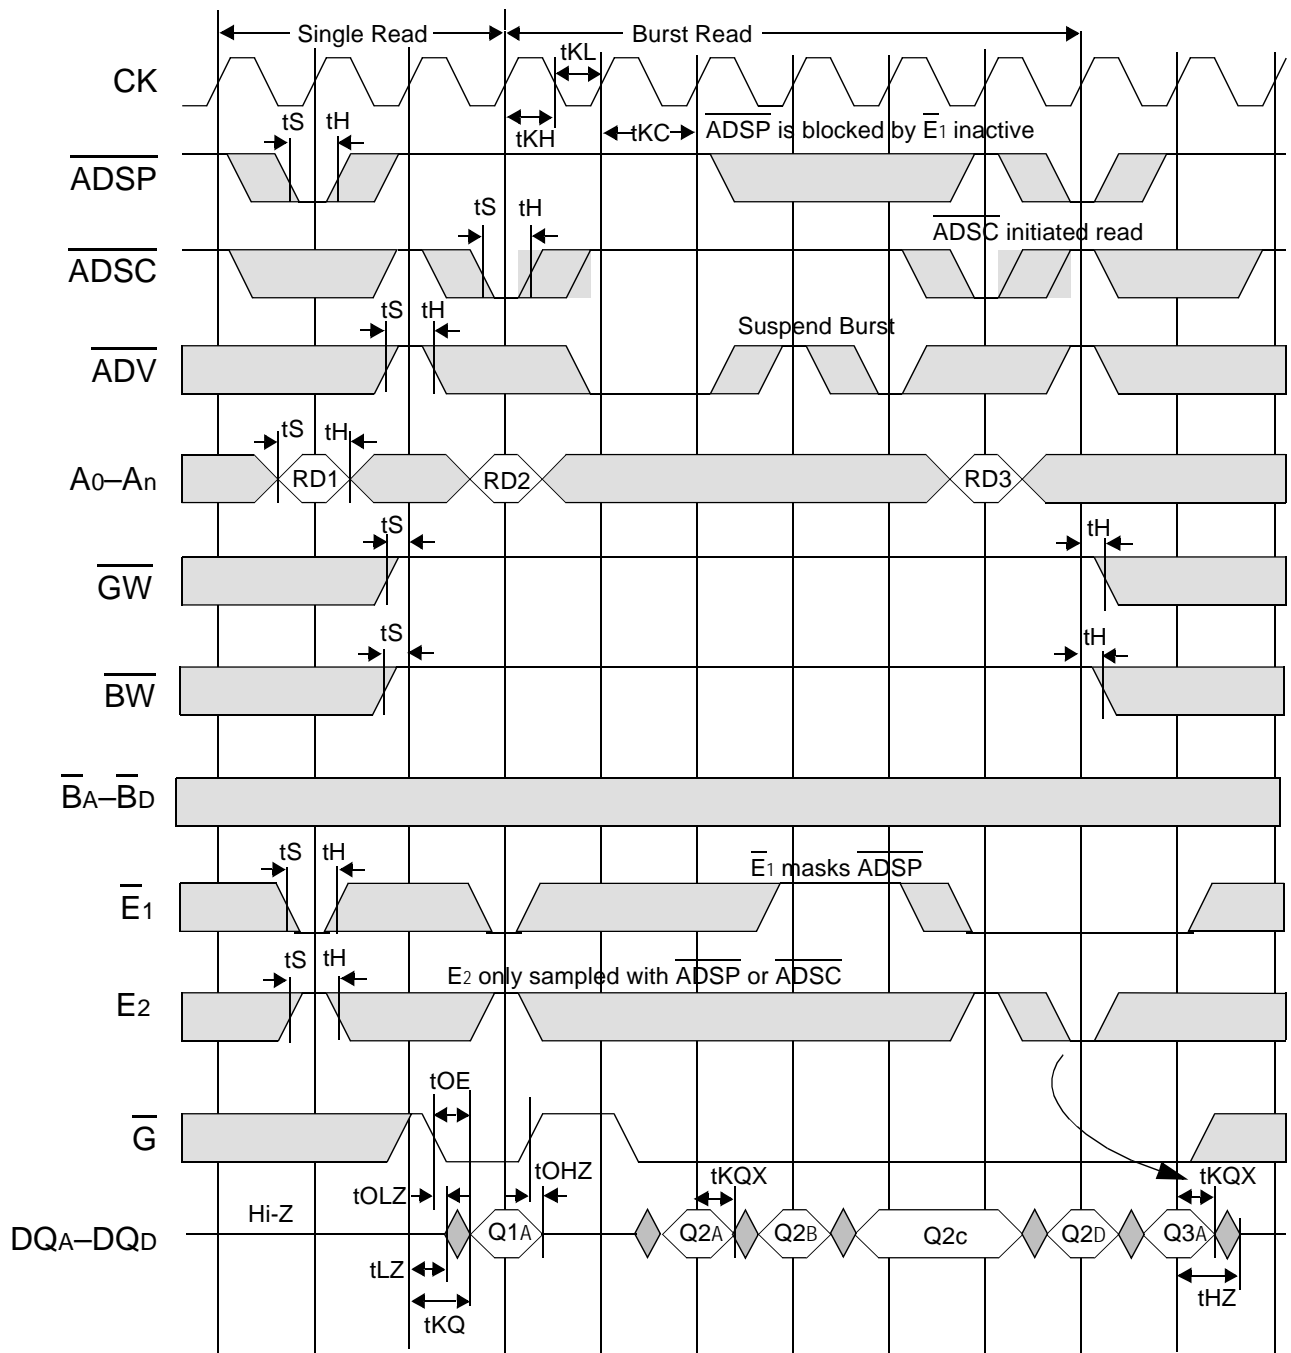 Single Read
Burst Read
CK
tKL
tKH
tKC
ADSP is blocked by E1 inactive
tS
tH
ADSP
tS
tH
ADSC initiated read
ADSC
tS
tH
Suspend Burst
ADV
tS
tH
A0–An
RD1
RD2
RD3
tS
tH
GW
tS
tH
BW
BA–BD
tS
tH
E1 masks ADSP
E1
tS
tH
E2 only sampled with ADSP or ADSC
E2
tOE
G
tOHZ
tKQX
tKQX
tOLZ
Hi-Z
DQA–DQD
Q1A
Q2A
Q2B
Q2c
Q2D
Q3A
tLZ
tHZ
tKQ